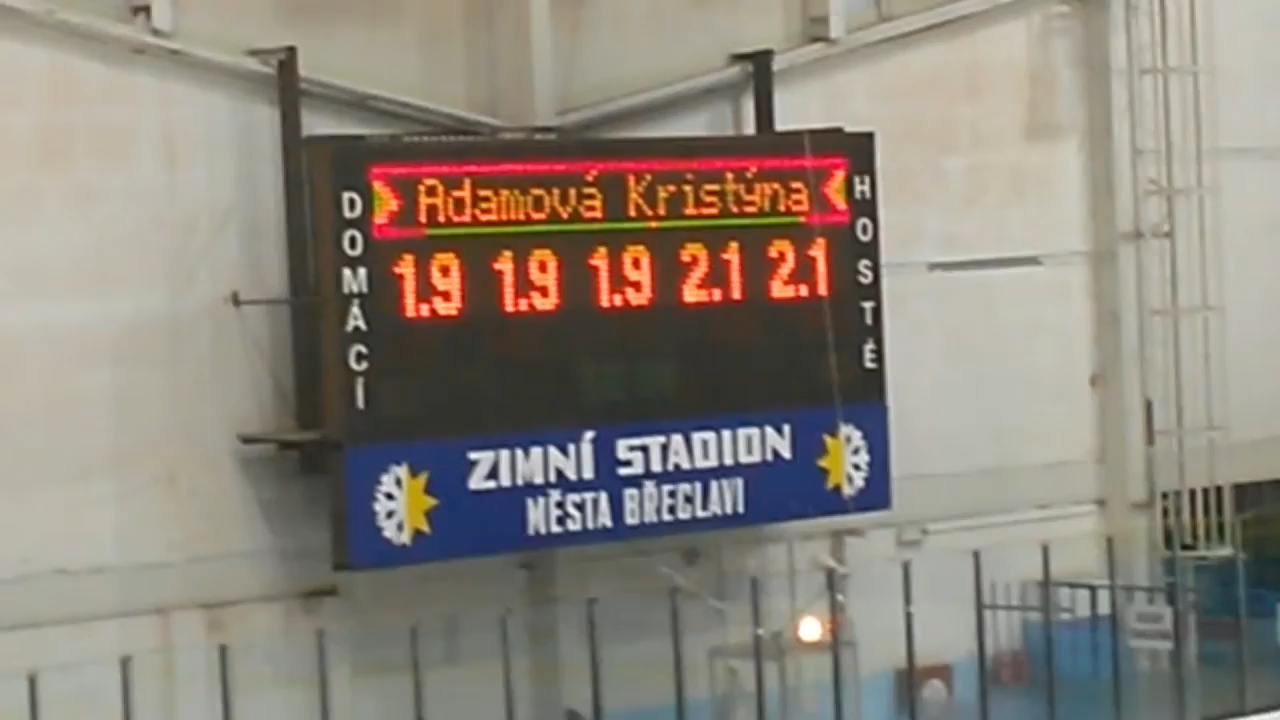 Adamová Kristýna
1.9 1.9 1.9 2.1 2.1
DOMÁCÍ
HOSTÉ
ZIMNÍ STADION
MĚSTA BŘECLAVI